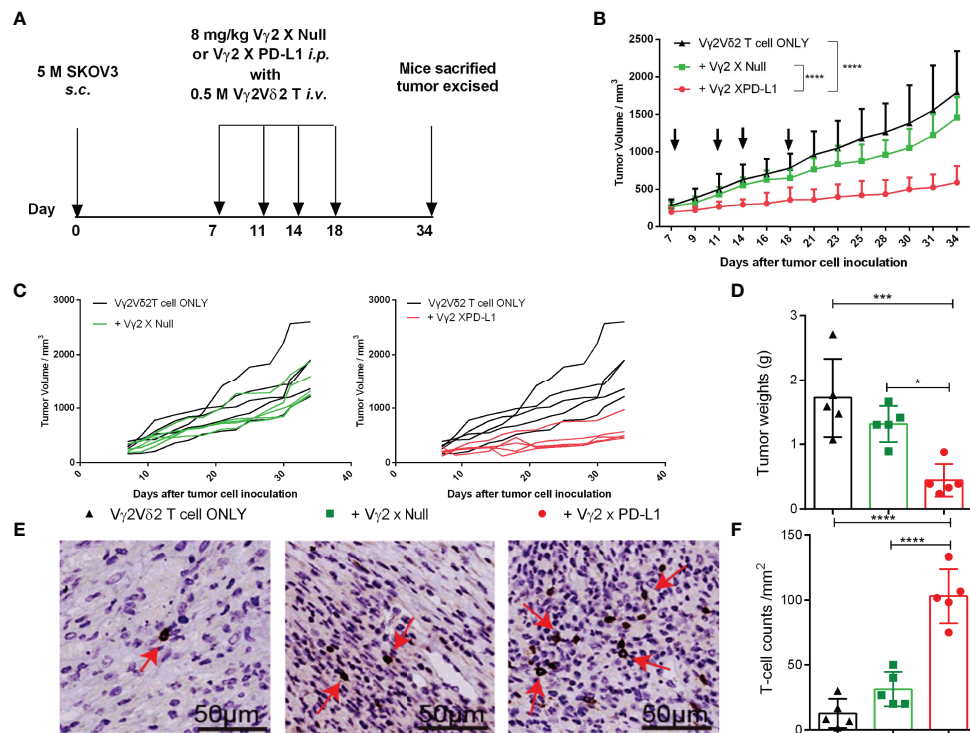 A
5 M SKOV3
s.c.
8 mg/kg Vγ2 X Null
or Vγ2 X PD-L1 i.p.
with
0.5 M Vγ2Vδ2 T i.v.
Mice sacrified
tumor excised
Day
0
7
11
14
18
34
B
Vγ2Vδ2 T cell ONLY
+ Vγ2 X Null
+ Vγ2 XPD-L1
****
****
Tumor Volume / mm³
2500
2000
1500
1000
500
0
7 9 11 14 16 18 21 23 25 28 30 31 34
Days after tumor cell inoculation
C
Vγ2Vδ2T cell ONLY
+ Vγ2 X Null
Tumor Volume / mm³
3000
2000
1000
0
0 10 20 30 40
Days after tumor cell inoculation
Vγ2Vδ2 T cell ONLY
+ Vγ2 XPD-L1
Tumor Volume / mm³
3000
2000
1000
0
0 10 20 30 40
Days after tumor cell inoculation
D
***
*
Tumor weights (g)
3
2
1
0
Vγ2Vδ2 T cell ONLY
+ Vγ2 x Null
+ Vγ2 x PD-L1
E
50μm
50μm
50μm
F
****
****
T-cell counts /mm²
150
100
50
0